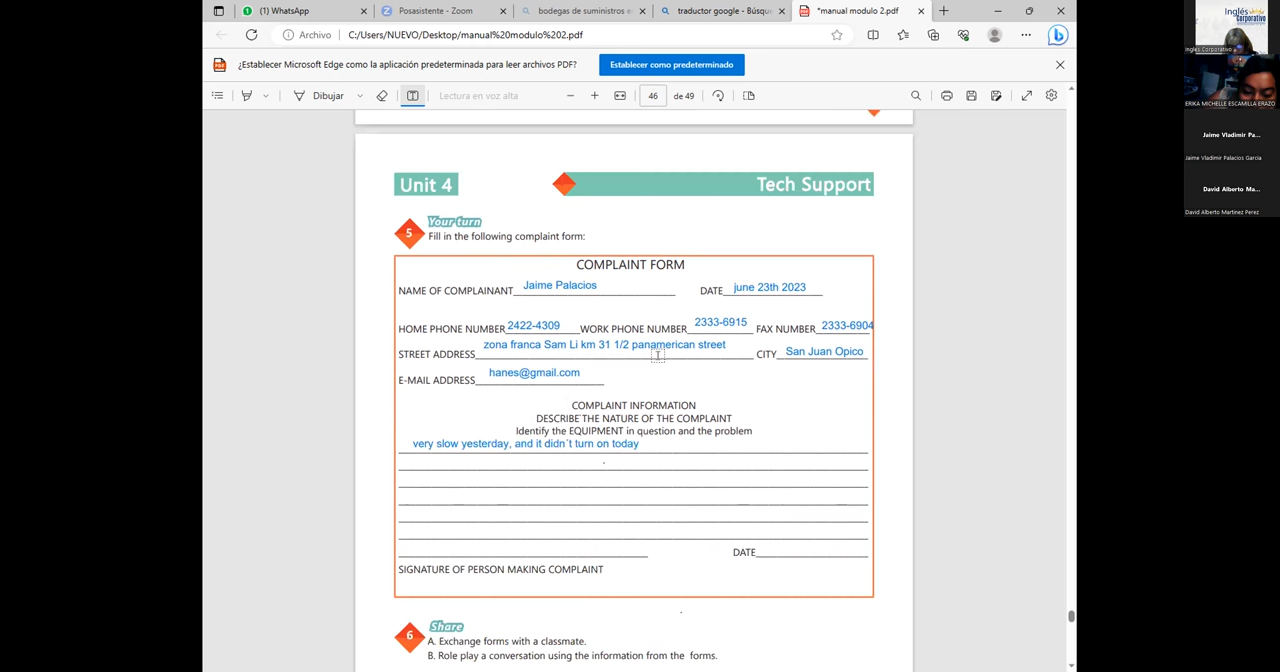 (1) WhatsApp
Posasistente - Zoom
bodegas de suministros e
traductor google - Búsqu
*manual modulo 2.pdf
Archivo
C:/Users/NUEVO/Desktop/manual%20modulo%202.pdf
¿Establecer Microsoft Edge como la aplicación predeterminada para leer archivos PDF?
Establecer como predeterminado
Dibujar
Lectura en voz alta
46
de 49
Inglés
Corporativo
Inglés Corporativo
ERIKA MICHELLE ESCAMILLA ERAZO
Jaime Vladimir Pa...
Jaime Vladimir Palacios Garcia
David Alberto Ma...
David Alberto Martinez Perez
Unit 4
Tech Support
5
Your turn
Fill in the following complaint form:
COMPLAINT FORM
NAME OF COMPLAINANT Jaime Palacios DATE june 23th 2023
HOME PHONE NUMBER 2422-4309 WORK PHONE NUMBER 2333-6915 FAX NUMBER 2333-6904
STREET ADDRESS zona franca Sam Li km 31 1/2 panamerican street CITY San Juan Opico
E-MAIL ADDRESS hanes@gmail.com
COMPLAINT INFORMATION
DESCRIBE THE NATURE OF THE COMPLAINT
Identify the EQUIPMENT in question and the problem
very slow yesterday, and it didn´t turn on today
DATE
SIGNATURE OF PERSON MAKING COMPLAINT
6
Share
A. Exchange forms with a classmate.
B. Role play a conversation using the information from the forms.